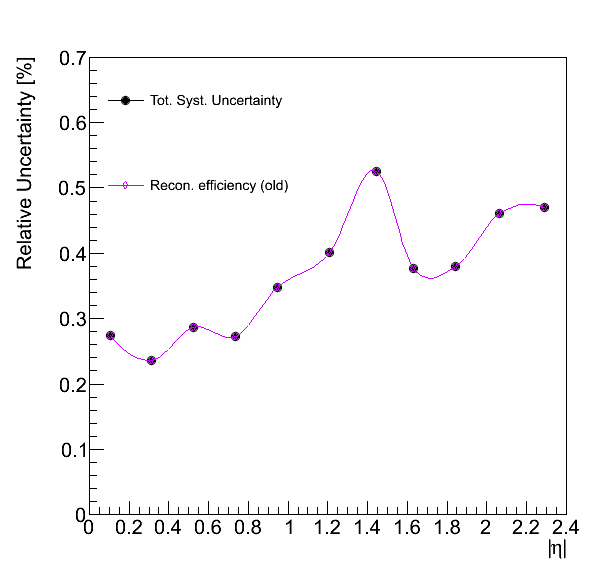 Relative Uncertainty [%]
0.7
0.6
0.5
0.4
0.3
0.2
0.1
0
Tot. Syst. Uncertainty
Recon. efficiency (old)
0 0.2 0.4 0.6 0.8 1 1.2 1.4 1.6 1.8 2 2.2 2.4
|η|